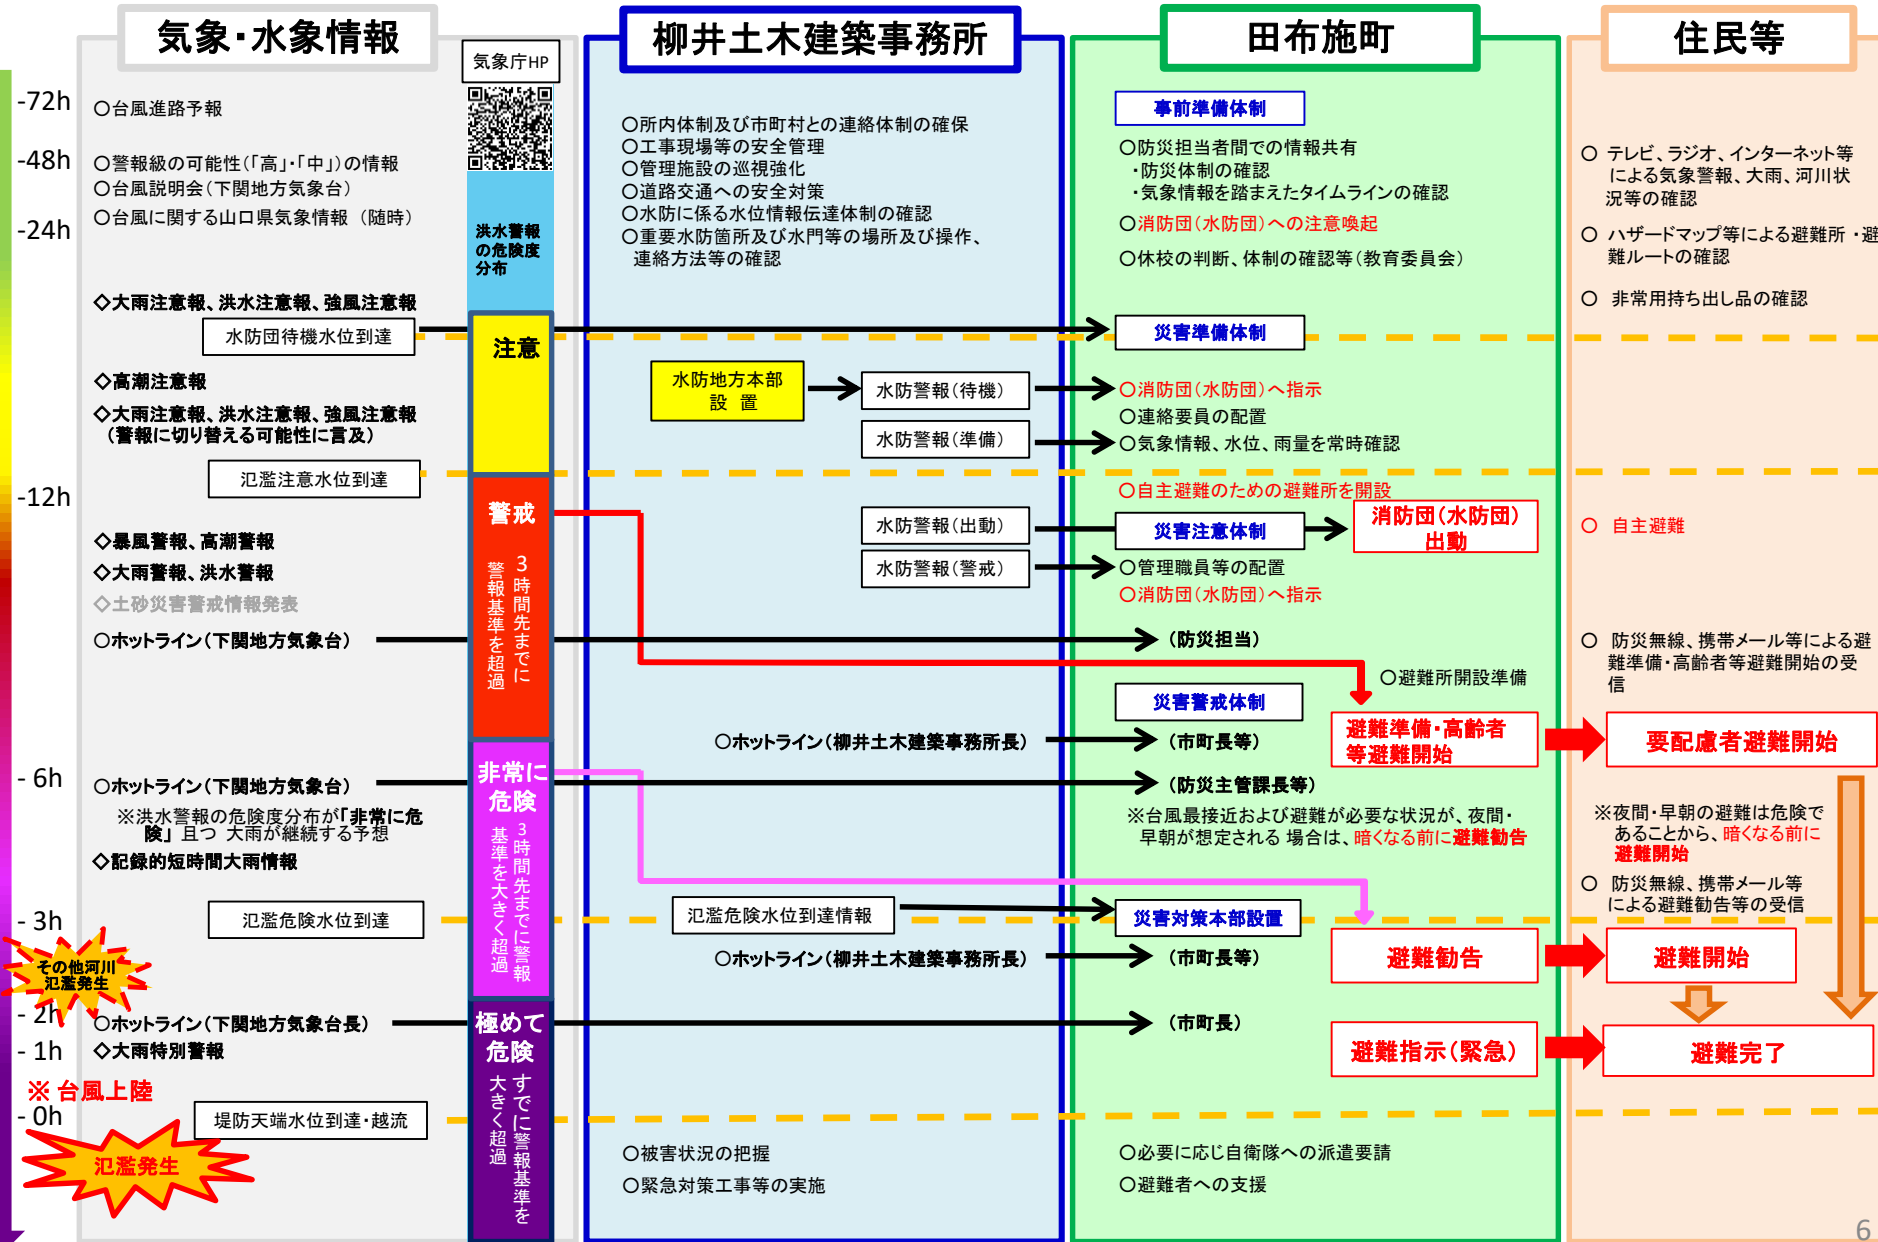 気象・水象情報
気象庁HP
-72h
-48h
-24h
-12h
- 6h
- 3h
- 2h
- 1h
- 0h
〇台風進路予報
〇警報級の可能性(「高」・「中」)の情報
〇台風説明会(下関地方気象台)
〇台風に関する山口県気象情報 (随時)
◇大雨注意報、洪水注意報、強風注意報
水防団待機水位到達
◇高潮注意報
◇大雨注意報、洪水注意報、強風注意報
(警報に切り替える可能性に言及)
氾濫注意水位到達
◇暴風警報、高潮警報
◇大雨警報、洪水警報
◇土砂災害警戒情報発表
〇ホットライン(下関地方気象台)
〇ホットライン(下関地方気象台)
※洪水警報の危険度分布が「非常に危
険」 且つ 大雨が継続する予想
◇記録的短時間大雨情報
氾濫危険水位到達
その他河川
氾濫発生
〇ホットライン(下関地方気象台長)
◇大雨特別警報
※ 台風上陸
堤防天端水位到達・越流
氾濫発生
洪水警報
の危険度
分布
注意
警戒
3時間先までに
警報基準を超過
非常に
危険
3時間先までに警報
基準を大きく超過
極めて
危険
すでに警報基準を
大きく超過
柳井土木建築事務所
〇所内体制及び市町村との連絡体制の確保
〇工事現場等の安全管理
〇管理施設の巡視強化
〇道路交通への安全対策
〇水防に係る水位情報伝達体制の確認
〇重要水防箇所及び水門等の場所及び操作、
連絡方法等の確認
水防地方本部
設 置
水防警報(待機)
水防警報(準備)
水防警報(出動)
水防警報(警戒)
〇ホットライン(柳井土木建築事務所長)
氾濫危険水位到達情報
〇ホットライン(柳井土木建築事務所長)
〇被害状況の把握
〇緊急対策工事等の実施
田布施町
事前準備体制
〇防災担当者間での情報共有
・防災体制の確認
・気象情報を踏まえたタイムラインの確認
〇消防団(水防団)への注意喚起
〇休校の判断、体制の確認等(教育委員会)
災害準備体制
〇消防団(水防団)へ指示
〇連絡要員の配置
〇気象情報、水位、雨量を常時確認
〇自主避難のための避難所を開設
災害注意体制
消防団(水防団)
出動
〇管理職員等の配置
〇消防団(水防団)へ指示
(防災担当)
〇避難所開設準備
災害警戒体制
避難準備・高齢者
等避難開始
(市町長等)
(防災主管課長等)
※台風最接近および避難が必要な状況が、夜間・
早朝が想定される 場合は、暗くなる前に避難勧告
災害対策本部設置
(市町長等)
避難勧告
(市町長)
避難指示(緊急)
〇必要に応じ自衛隊への派遣要請
〇避難者への支援
住民等
〇 テレビ、ラジオ、インターネット等
による気象警報、大雨、河川状
況等の確認
〇 ハザードマップ等による避難所 ・避
難ルートの確認
〇 非常用持ち出し品の確認
〇 自主避難
〇 防災無線、携帯メール等による避
難準備・高齢者等避難開始の受
信
要配慮者避難開始
※夜間・早朝の避難は危険で
あることから、暗くなる前に
避難開始
〇 防災無線、携帯メール等
による避難勧告等の受信
避難開始
避難完了
6